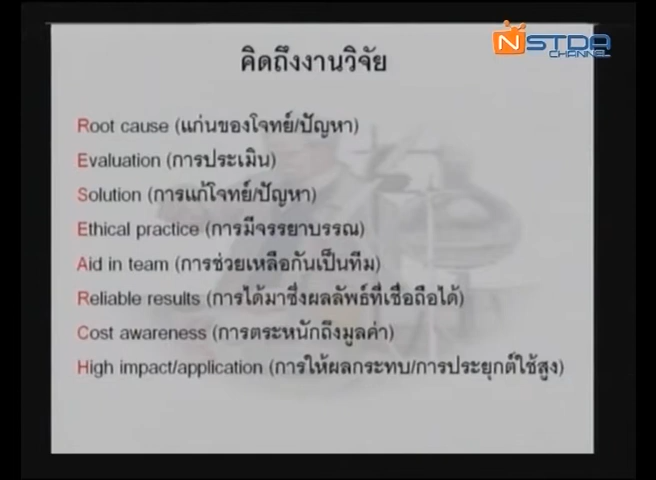 NSTDA
CHANNEL
คิดถึงงานวิจัย
Root cause (แก่นของโจทย์/ปัญหา)
Evaluation (การประเมิน)
Solution (การแก้โจทย์/ปัญหา)
Ethical practice (การมีจรรยาบรรณ)
Aid in team (การช่วยเหลือกันเป็นทีม)
Reliable results (การได้มาซึ่งผลลัพธ์ที่เชื่อถือได้)
Cost awareness (การตระหนักถึงมูลค่า)
High impact/application (การให้ผลกระทบ/การประยุกต์ใช้สูง)